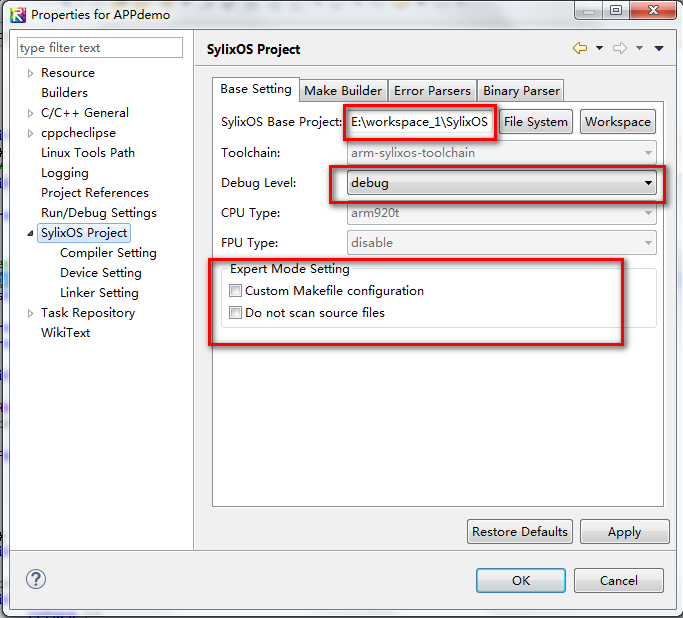 Properties for APPdemo
type filter text
Resource
Builders
C/C++ General
cppcheclipse
Linux Tools Path
Logging
Project References
Run/Debug Settings
SylixOS Project
Compiler Setting
Device Setting
Linker Setting
Task Repository
WikiText
SylixOS Project
Base Setting Make Builder Error Parsers Binary Parser
SylixOS Base Project: E:\workspace_1\SylixOS File System Workspace
Toolchain: arm-sylixos-toolchain
Debug Level: debug
CPU Type: arm920t
FPU Type: disable
Expert Mode Setting
Custom Makefile configuration
Do not scan source files
Restore Defaults Apply
? OK Cancel